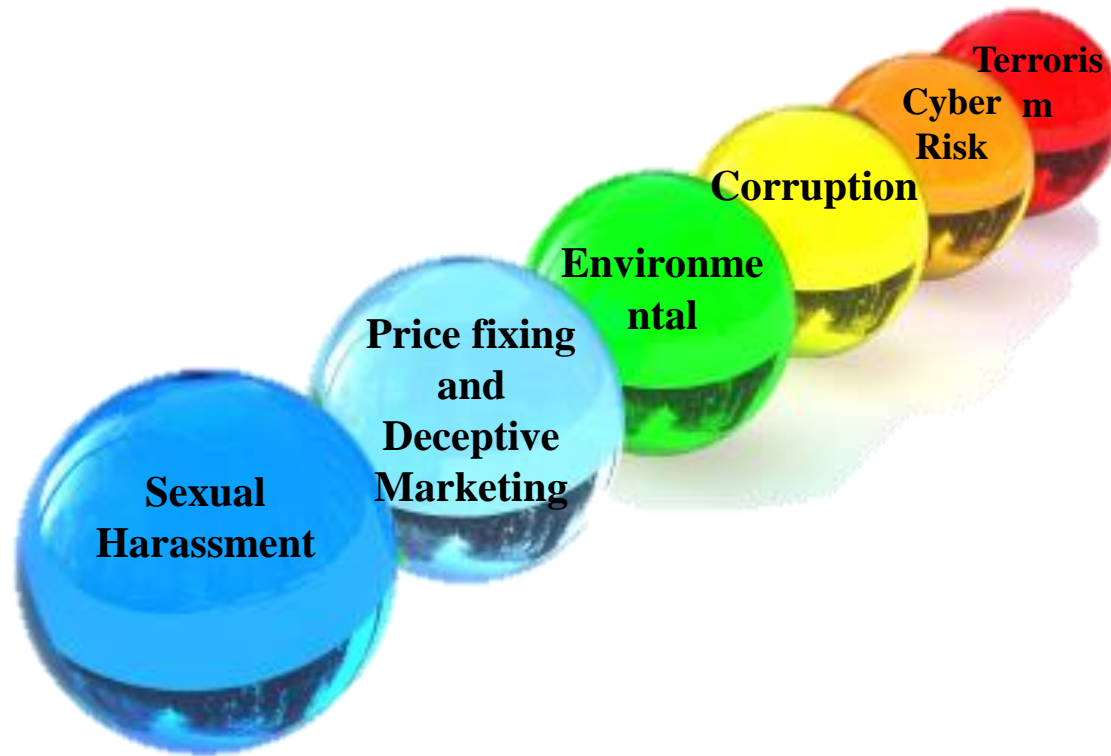 Sexual
Harassment
Price fixing
and
Deceptive
Marketing
Environme
ntal
Corruption
Cyber
Risk
Terroris
m